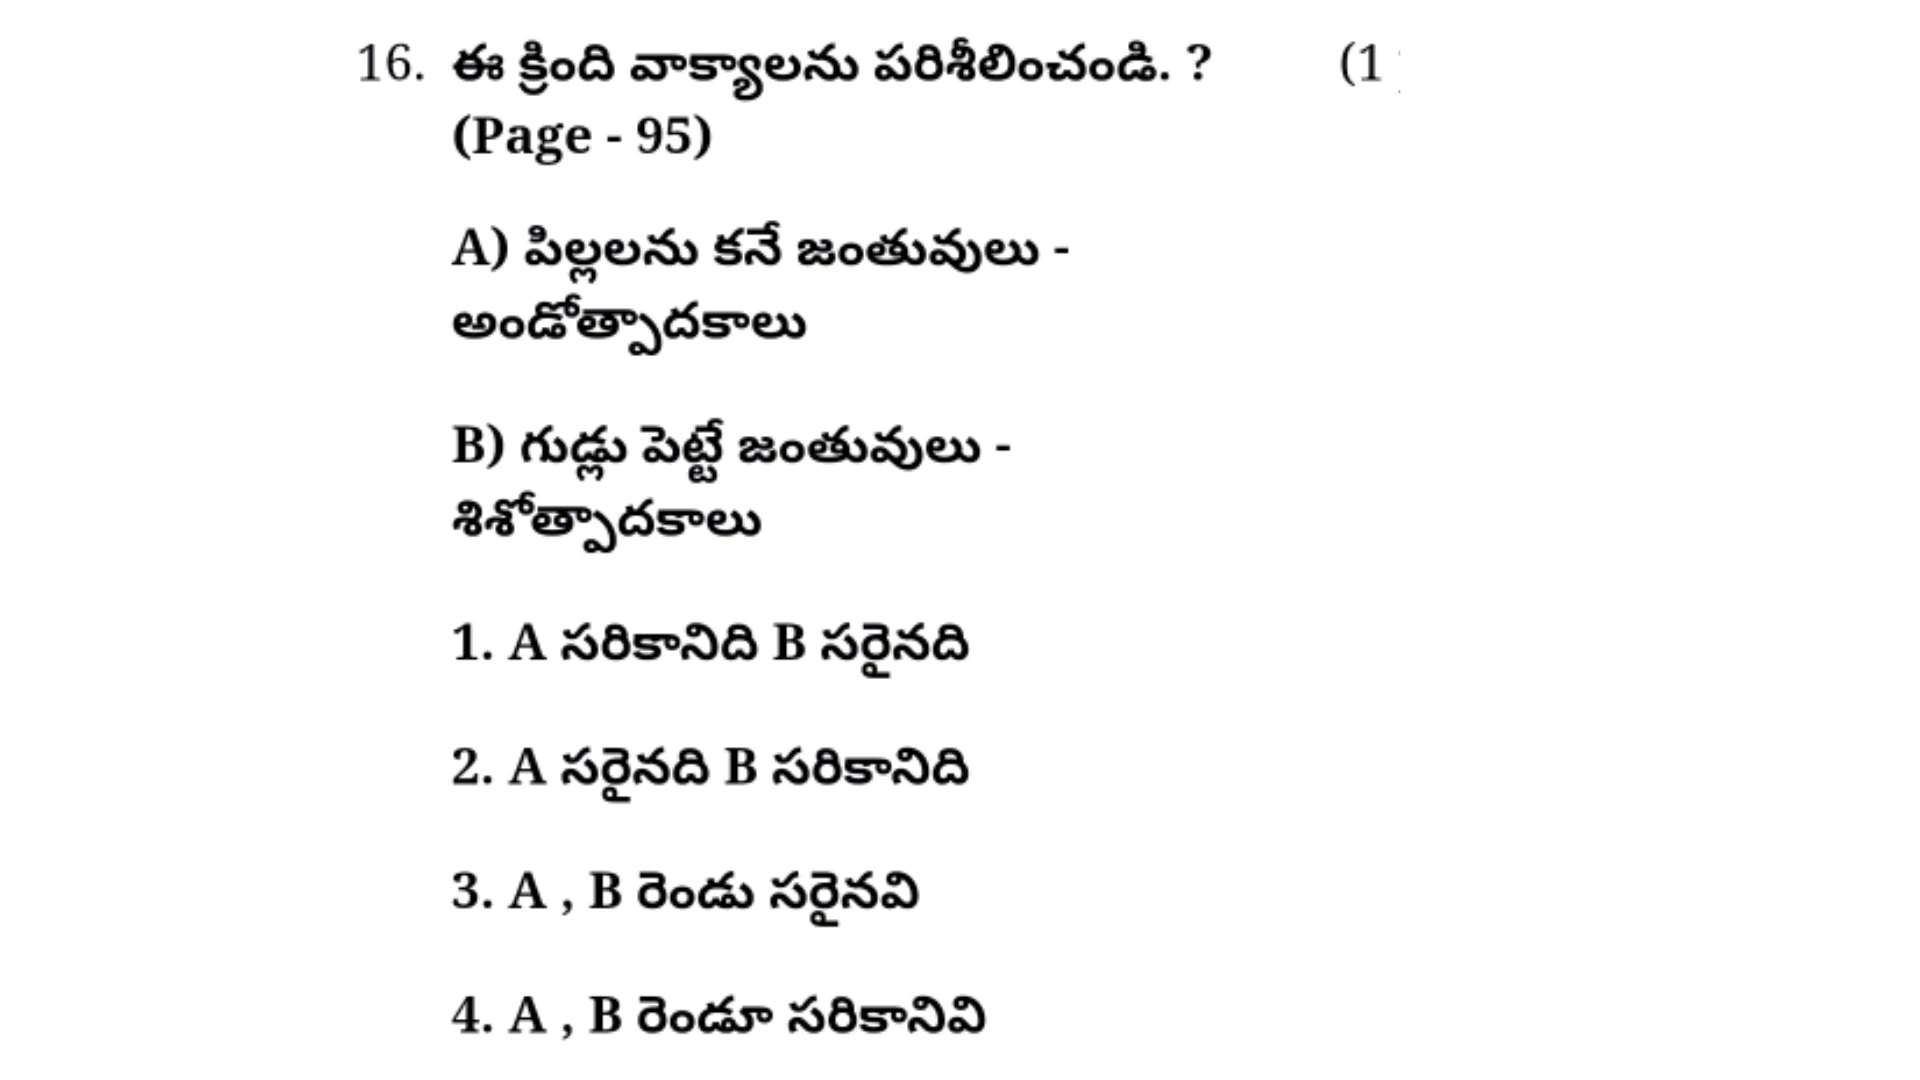 16. ఈ క్రింది వాక్యాలను పరిశీలించండి. ? (1
(Page - 95)
A) పిల్లలను కనే జంతువులు -
అండోత్పాదకాలు
B) గుడ్లు పెట్టే జంతువులు -
శిశోత్పాదకాలు
1. A సరికానిది B సరైనది
2. A సరైనది B సరికానిది
3. A , B రెండు సరైనవి
4. A , B రెండూ సరికానివి